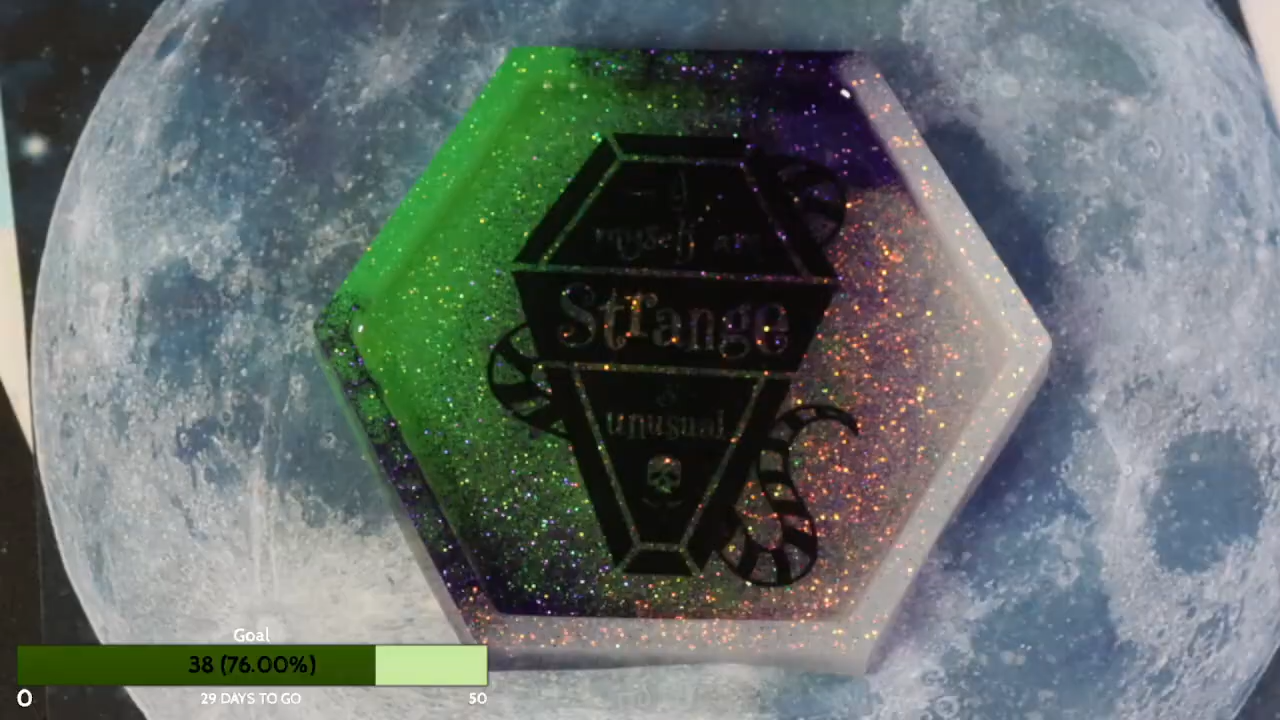 I
myself am
Strange
&
unusual
Goal
38 (76.00%)
0
29 DAYS TO GO
50